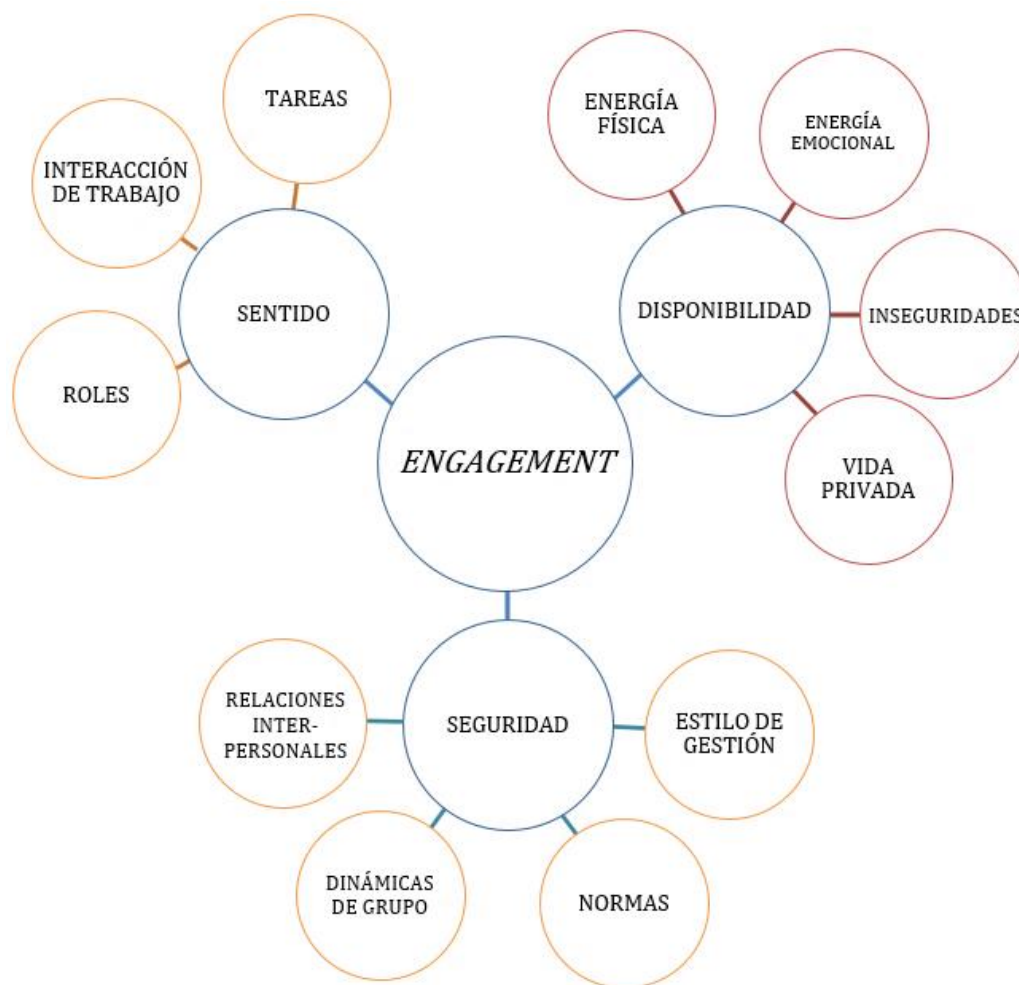 TAREAS
INTERACCIÓN
DE TRABAJO
ROLES
SENTIDO
ENERGÍA
FÍSICA
ENERGÍA
EMOCIONAL
DISPONIBILIDAD
INSEGURIDADES
VIDA
PRIVADA
ENGAGEMENT
RELACIONES
INTER-
PERSONALES
SEGURIDAD
ESTILO DE
GESTIÓN
DINÁMICAS
DE GRUPO
NORMAS